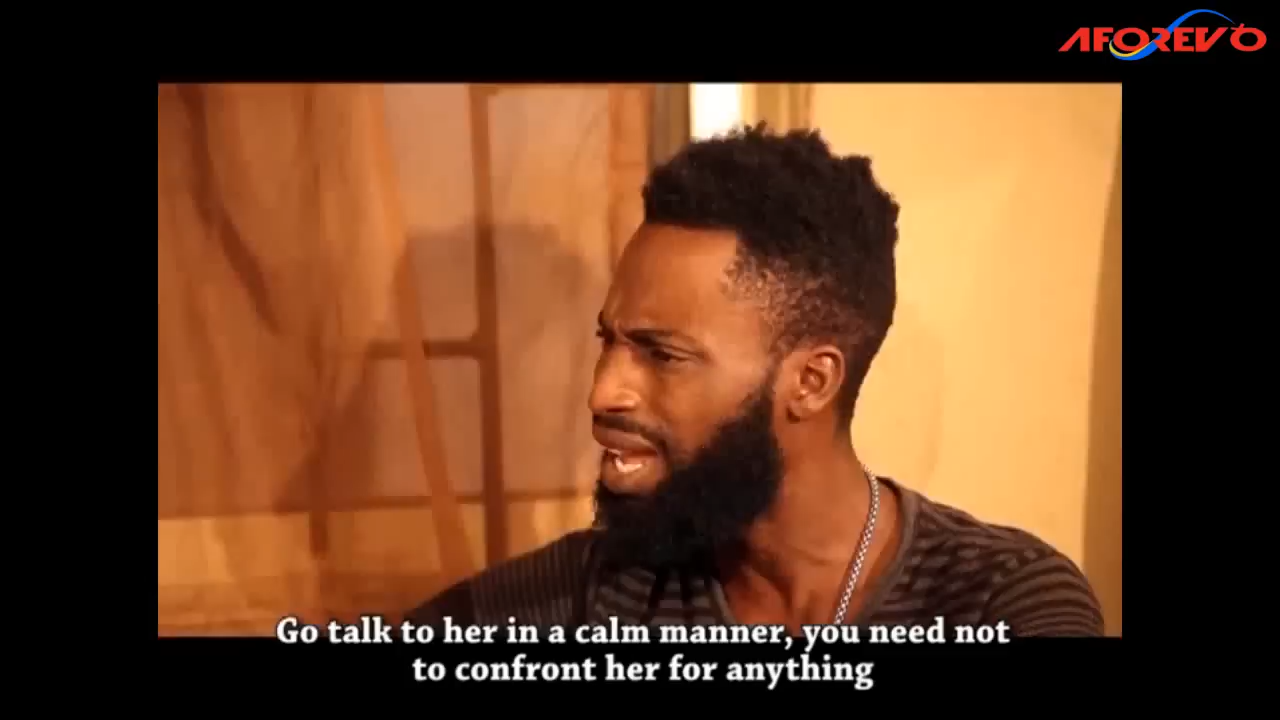 AFOREVO
Go talk to her in a calm manner, you need not
to confront her for anything